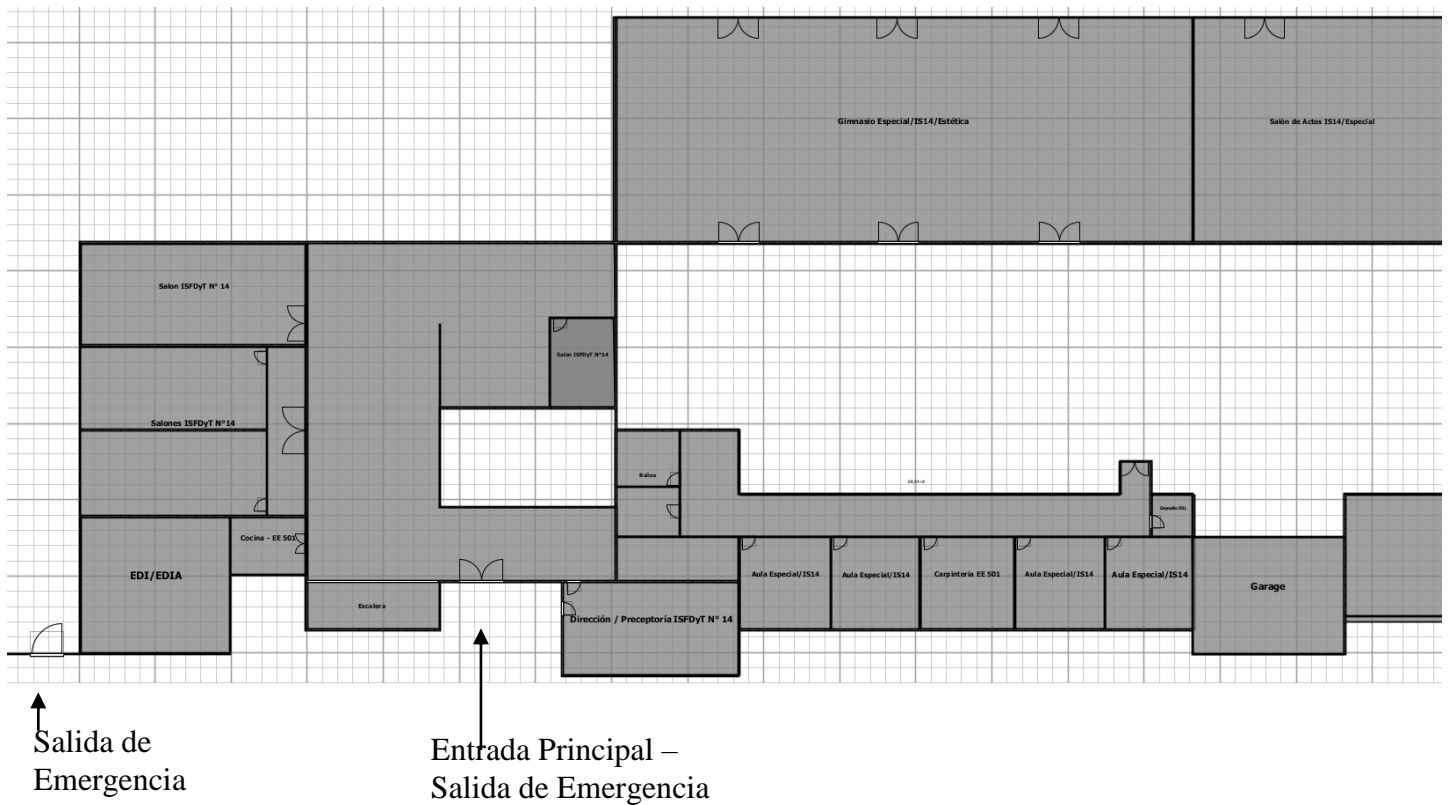 Gimnasio Especial/IS14/Estética
Salón de Actos IS14/Especial
Salon ISFDyT N° 14
Salon ISFDyT N°14
Salones ISFDyT N°14
Baños
Deposito 501
Cocina - EE 501
EDI/EDIA
Aula Especial/IS14
Aula Especial/IS14
Carpinteria EE 501
Aula Especial/IS14
Aula Especial/IS14
Garage
Escalera
Dirección / Preceptoría ISFDyT N° 14
Salida de
Emergencia
Entrada Principal –
Salida de Emergencia